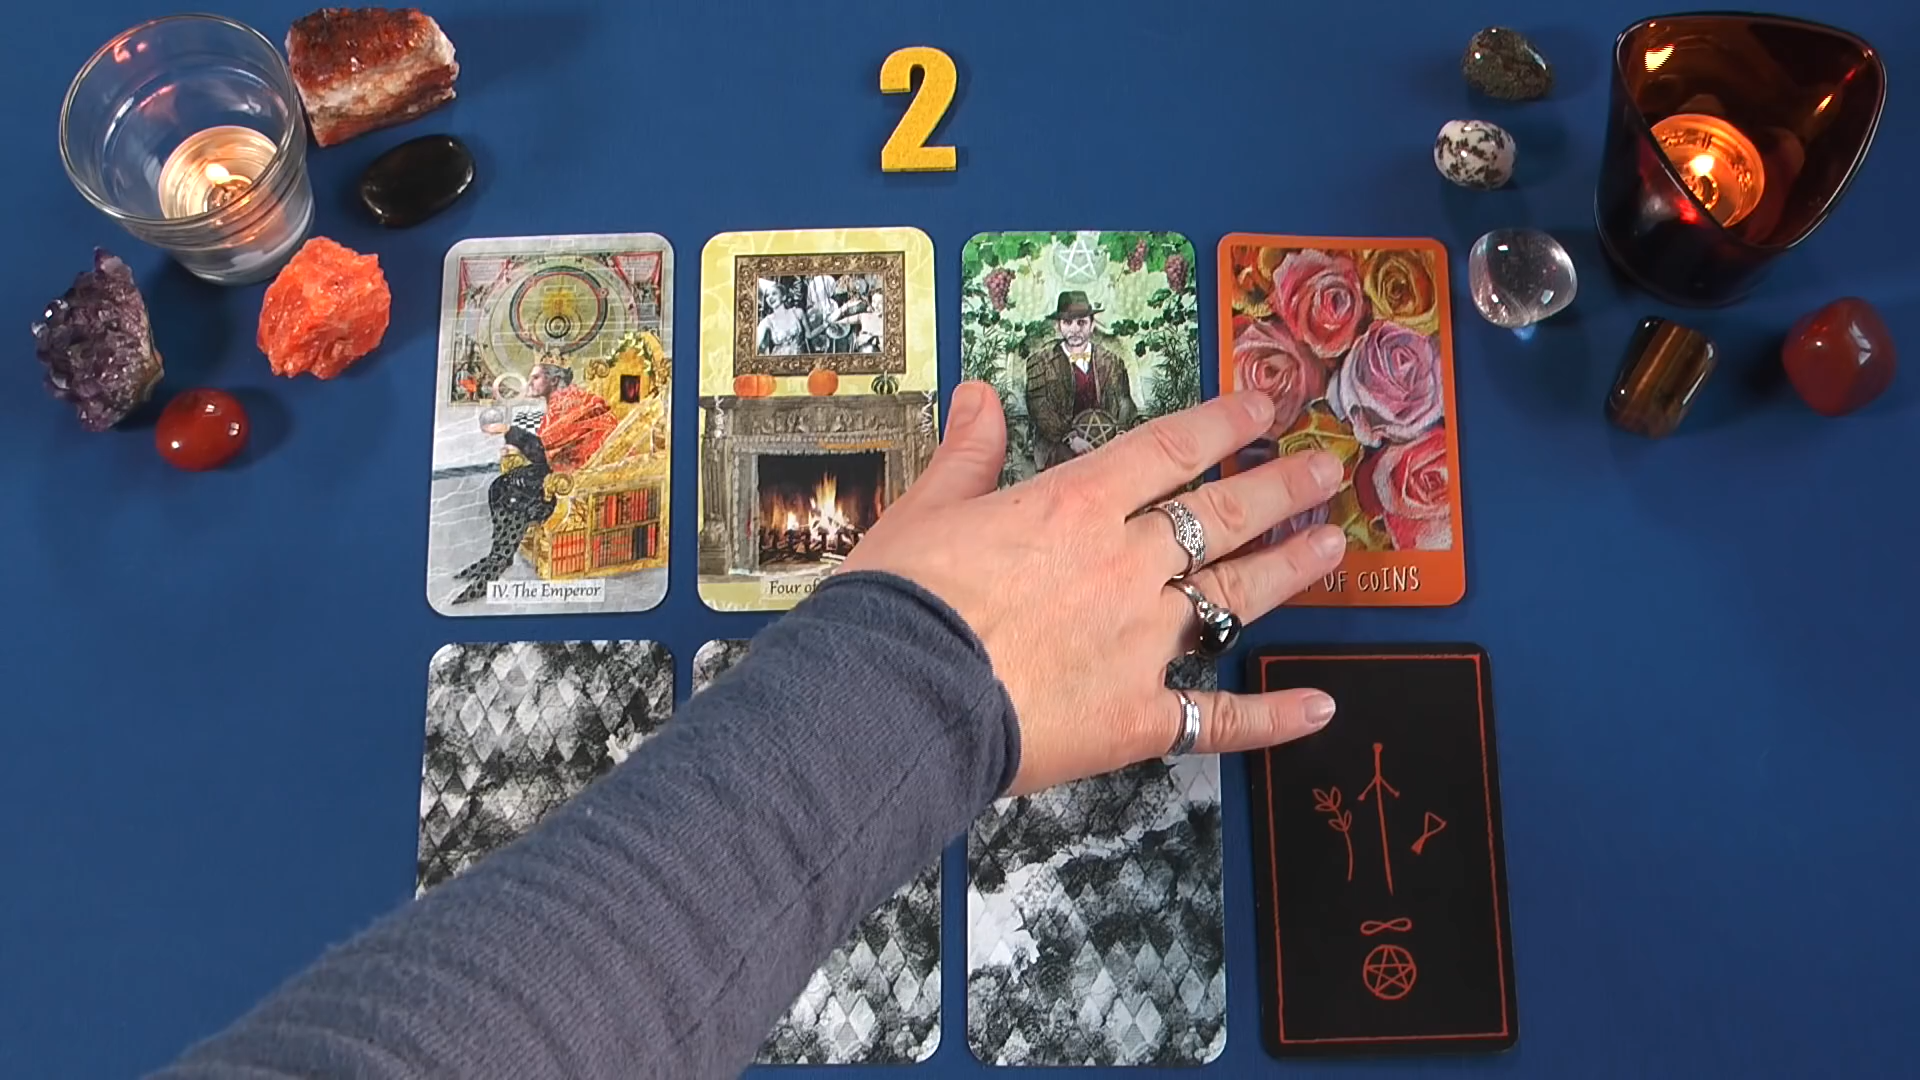 2
IV. The Emperor
Four of
OF COINS